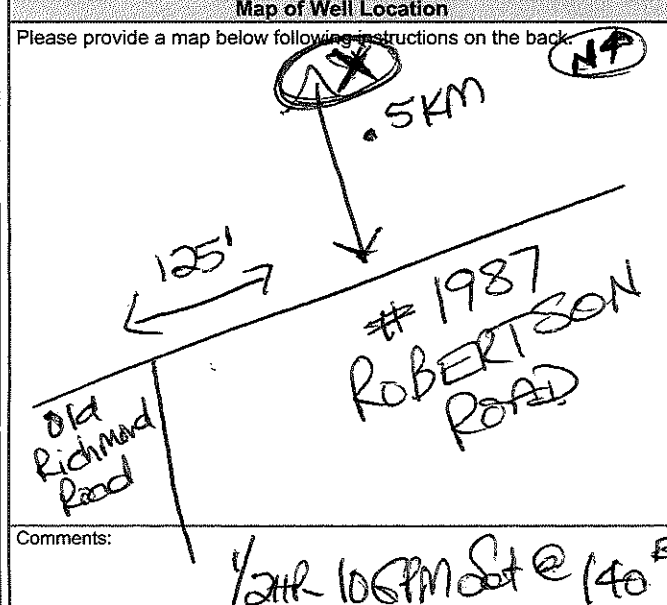 Map of Well Location
Please provide a map below following instructions on the back.
N
X
.5KM
125'
# 1987
ROBERTSON
ROAD
Old
Richmond
Road
Comments:
1/2HP 10GPM Set @ 140'